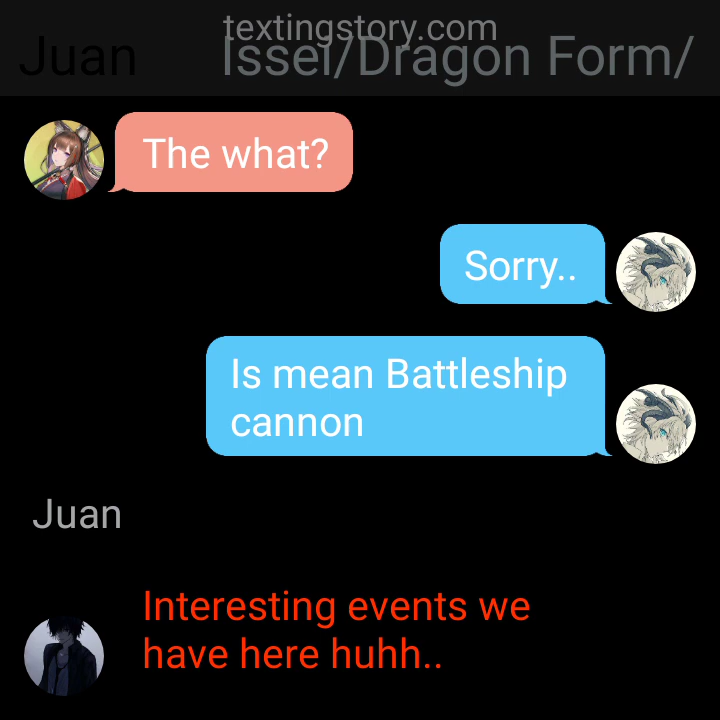 textingstory.com
Juan
Issei/Dragon Form/
The what?
Sorry..
Is mean Battleship
cannon
Juan
Interesting events we
have here huhh..